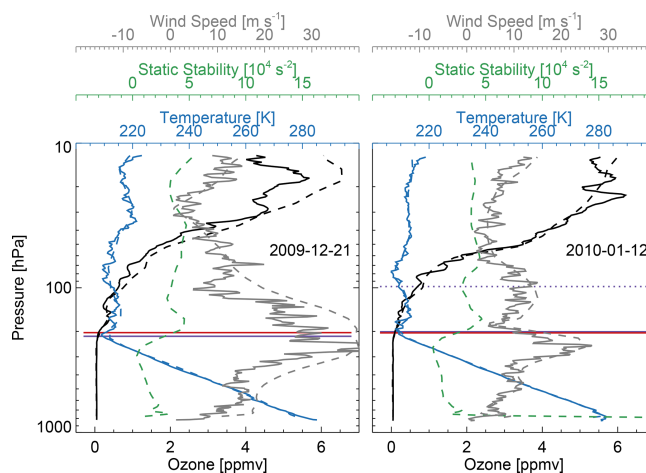 Wind Speed [m s⁻¹] Wind Speed [m s⁻¹]
-10 0 10 20 30 -10 0 10 20 30
Static Stability [10⁴ s⁻²] Static Stability [10⁴ s⁻²]
0 5 10 15 0 5 10 15
Temperature [K] Temperature [K]
220 240 260 280 220 240 260 280
10
2009-12-21 2010-01-12
Pressure [hPa]
100
1000
0 2 4 6 0 2 4 6
Ozone [ppmv] Ozone [ppmv]